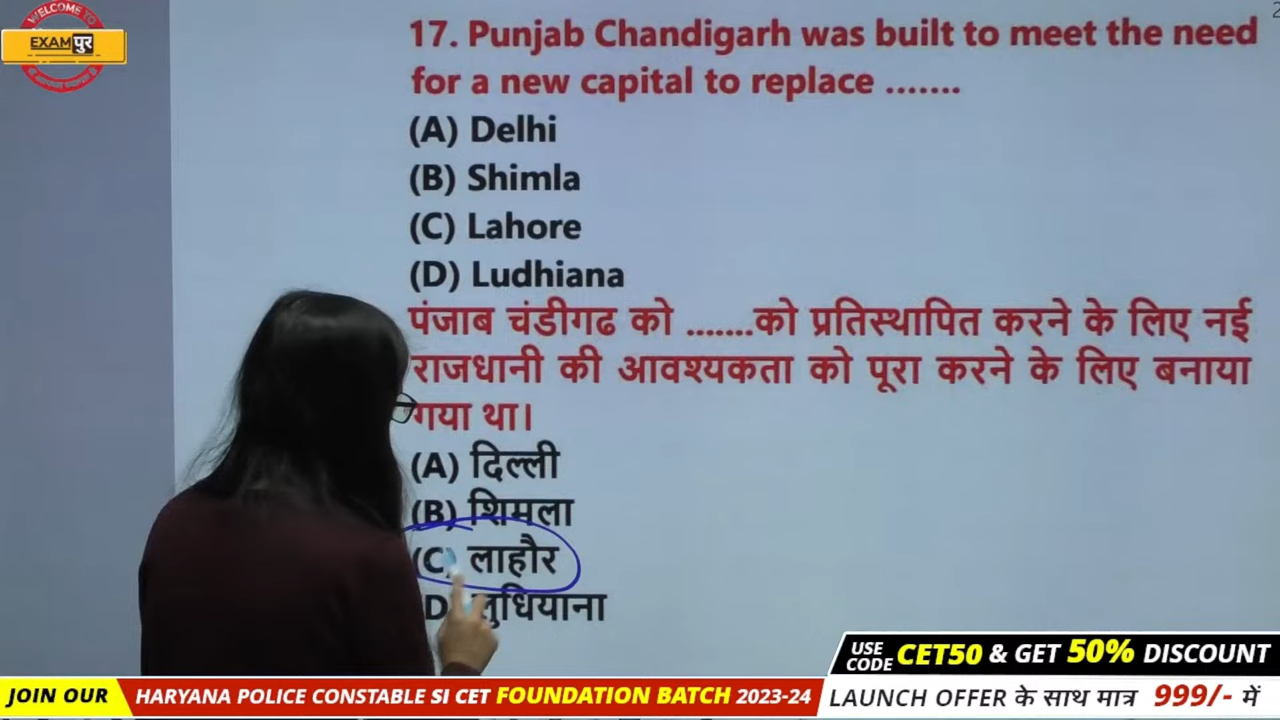 WELCOME TO
EXAMपुर
17. Punjab Chandigarh was built to meet the need
for a new capital to replace .......
(A) Delhi
(B) Shimla
(C) Lahore
(D) Ludhiana
पंजाब चंडीगढ को .......को प्रतिस्थापित करने के लिए नई
राजधानी की आवश्यकता को पूरा करने के लिए बनाया
गया था।
(A) दिल्ली
(B) शिमला
(C) लाहौर
D लुधियाना
USE CODE CET50 & GET 50% DISCOUNT
JOIN OUR HARYANA POLICE CONSTABLE SI CET FOUNDATION BATCH 2023-24 LAUNCH OFFER के साथ मात्र 999/- में